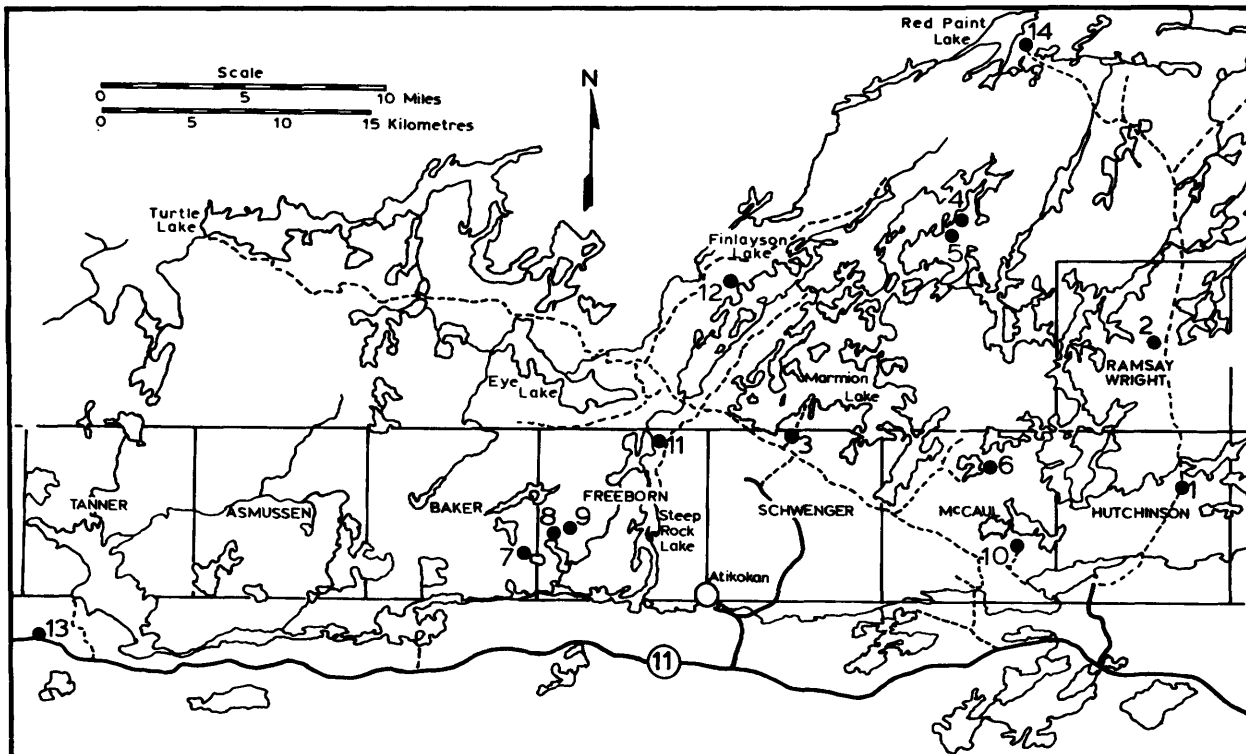 Red Paint
Lake
14
Scale
0 5 10 Miles
0 5 10 15 Kilometres
N
Turtle
Lake
4
5
Finlayson
Lake
12
2
RAMSAY
WRIGHT
Eye
Lake
Marmion
Lake
11
3
6
1
TANNER
ASMUSSEN
BAKER
FREEBORN
SCHWENGER
McCAUL
HUTCHINSON
8
9
Steep
Rock
Lake
7
10
Atikokan
13
11